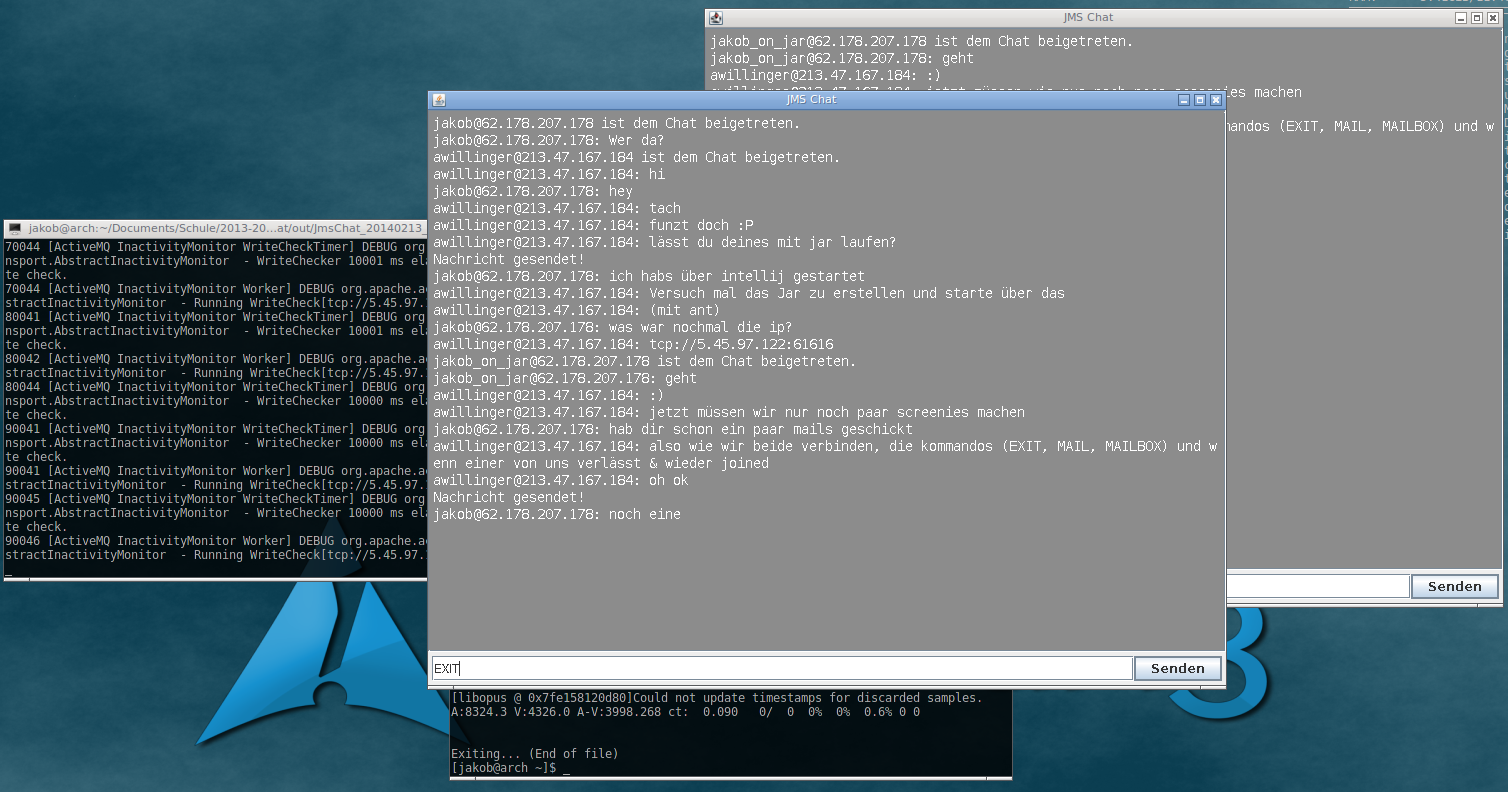 JMS Chat
jakob_on_jar@62.178.207.178 ist dem Chat beigetreten.
jakob_on_jar@62.178.207.178: geht
awillinger@213.47.167.184: :)
machen
mandos (EXIT, MAIL, MAILBOX) und w
Senden
JMS Chat
jakob@62.178.207.178 ist dem Chat beigetreten.
jakob@62.178.207.178: Wer da?
awillinger@213.47.167.184 ist dem Chat beigetreten.
awillinger@213.47.167.184: hi
jakob@62.178.207.178: hey
awillinger@213.47.167.184: tach
awillinger@213.47.167.184: funzt doch :P
awillinger@213.47.167.184: lässt du deines mit jar laufen?
Nachricht gesendet!
jakob@62.178.207.178: ich habs über intellij gestartet
awillinger@213.47.167.184: Versuch mal das Jar zu erstellen und starte über das
awillinger@213.47.167.184: (mit ant)
jakob@62.178.207.178: was war nochmal die ip?
awillinger@213.47.167.184: tcp://5.45.97.122:61616
jakob_on_jar@62.178.207.178 ist dem Chat beigetreten.
jakob_on_jar@62.178.207.178: geht
awillinger@213.47.167.184: :)
awillinger@213.47.167.184: jetzt müssen wir nur noch paar screenies machen
jakob@62.178.207.178: hab dir schon ein paar mails geschickt
awillinger@213.47.167.184: also wie wir beide verbinden, die kommandos (EXIT, MAIL, MAILBOX) und w
enn einer von uns verlässt & wieder joined
awillinger@213.47.167.184: oh ok
Nachricht gesendet!
jakob@62.178.207.178: noch eine
EXIT
Senden
jakob@arch:~/Documents/Schule/2013-20...at/out/JmsChat_20140213_
70044 [ActiveMQ InactivityMonitor WriteCheckTimer] DEBUG org
nsport.AbstractInactivityMonitor  - WriteChecker 10001 ms ela
te check.
70044 [ActiveMQ InactivityMonitor Worker] DEBUG org.apache.ac
stractInactivityMonitor  - Running WriteCheck[tcp://5.45.97.
80041 [ActiveMQ InactivityMonitor WriteCheckTimer] DEBUG org
nsport.AbstractInactivityMonitor  - WriteChecker 10001 ms ela
te check.
80042 [ActiveMQ InactivityMonitor Worker] DEBUG org.apache.ac
stractInactivityMonitor  - Running WriteCheck[tcp://5.45.97.
80044 [ActiveMQ InactivityMonitor WriteCheckTimer] DEBUG org
nsport.AbstractInactivityMonitor  - WriteChecker 10000 ms ela
te check.
90041 [ActiveMQ InactivityMonitor WriteCheckTimer] DEBUG org
nsport.AbstractInactivityMonitor  - WriteChecker 10000 ms ela
te check.
90041 [ActiveMQ InactivityMonitor Worker] DEBUG org.apache.ac
stractInactivityMonitor  - Running WriteCheck[tcp://5.45.97.
90045 [ActiveMQ InactivityMonitor WriteCheckTimer] DEBUG org
nsport.AbstractInactivityMonitor  - WriteChecker 10000 ms ela
te check.
90046 [ActiveMQ InactivityMonitor Worker] DEBUG org.apache.ac
stractInactivityMonitor  - Running WriteCheck[tcp://5.45.97.
[libopus @ 0x7fe158120d80]Could not update timestamps for discarded samples.
A:8324.3 V:4326.0 A-V:3998.268 ct:  0.090   0/  0  0%  0%  0.6% 0 0
Exiting... (End of file)
[jakob@arch ~]$ _
3